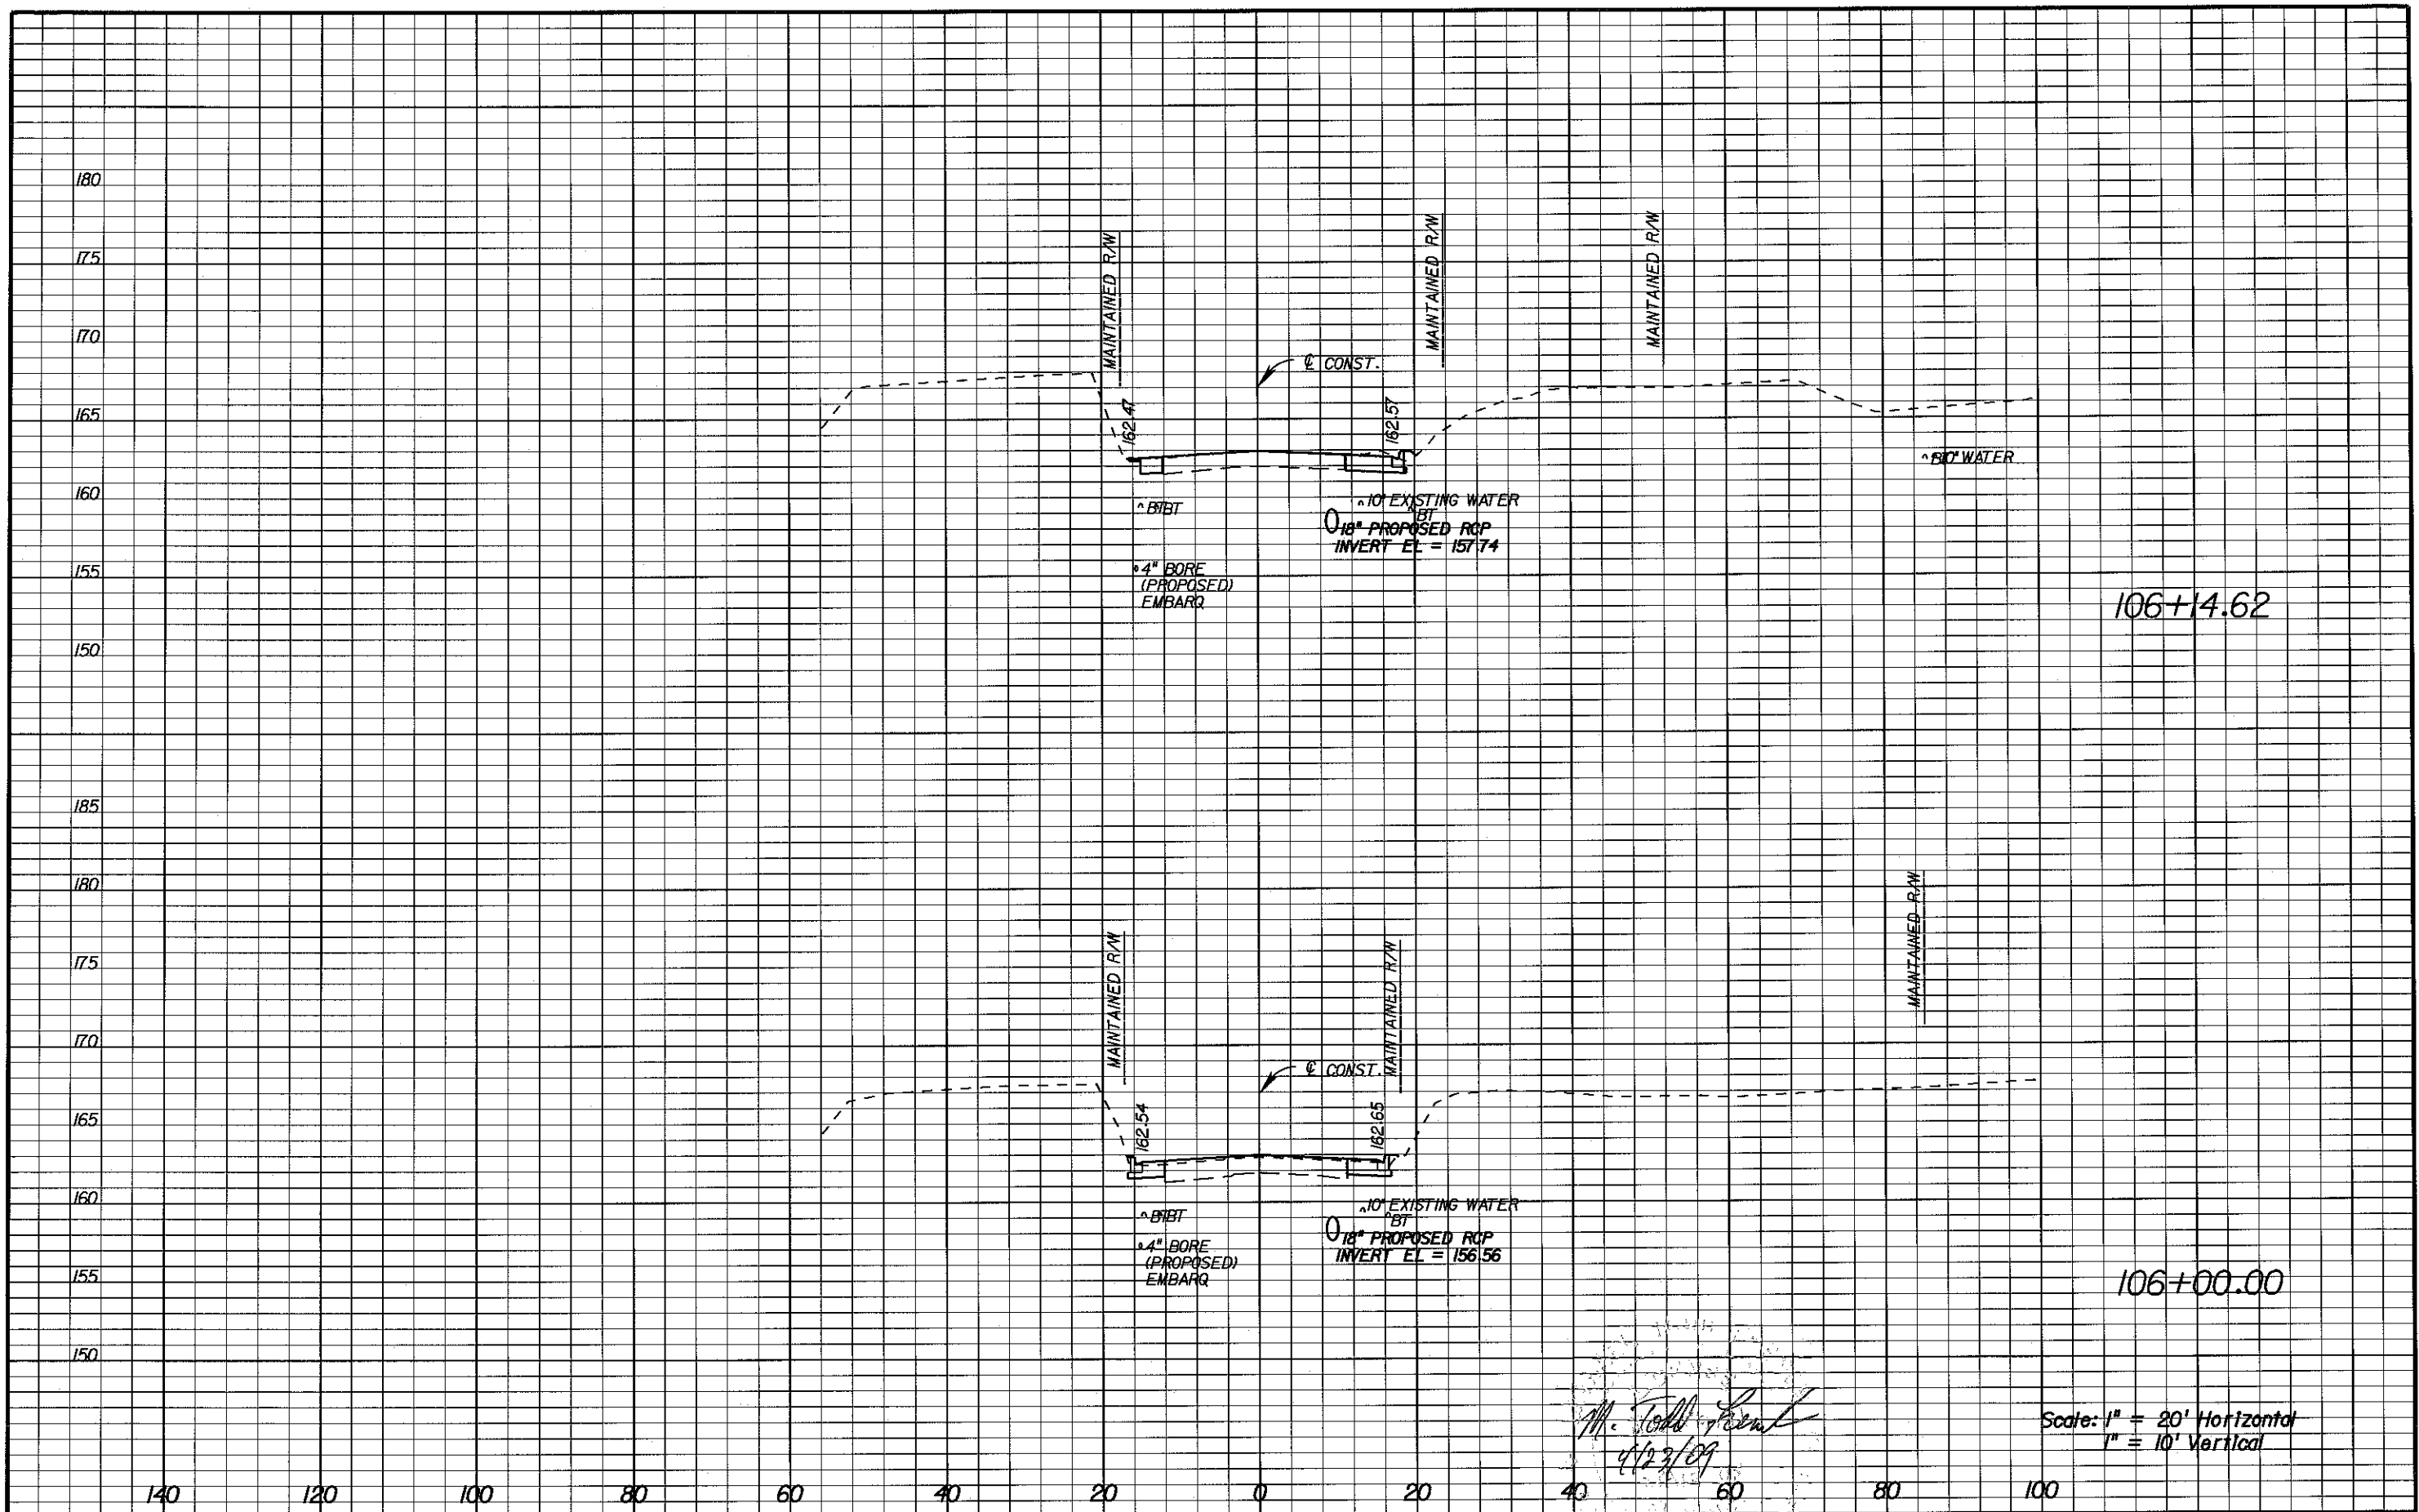 180
175
170
165
160
155
150
MAINTAINED R/W
MAINTAINED R/W
MAINTAINED R/W
℄ CONST.
162.47
162.57
BTBT
10" EXISTING WATER
BT
18" PROPOSED RCP
INVERT EL = 157.74
4" BORE
(PROPOSED)
EMBARQ
WATER
106+14.62
185
180
175
170
165
160
155
150
MAINTAINED R/W
MAINTAINED R/W
MAINTAINED R/W
℄ CONST.
162.54
162.65
BTBT
10" EXISTING WATER
BT
18" PROPOSED RCP
INVERT EL = 156.56
4" BORE
(PROPOSED)
EMBARQ
106+00.00
M. Todd
4/23/09
Scale: 1" = 20' Horizontal
1" = 10' Vertical
140 120 100 80 60 40 20 0 20 40 60 80 100